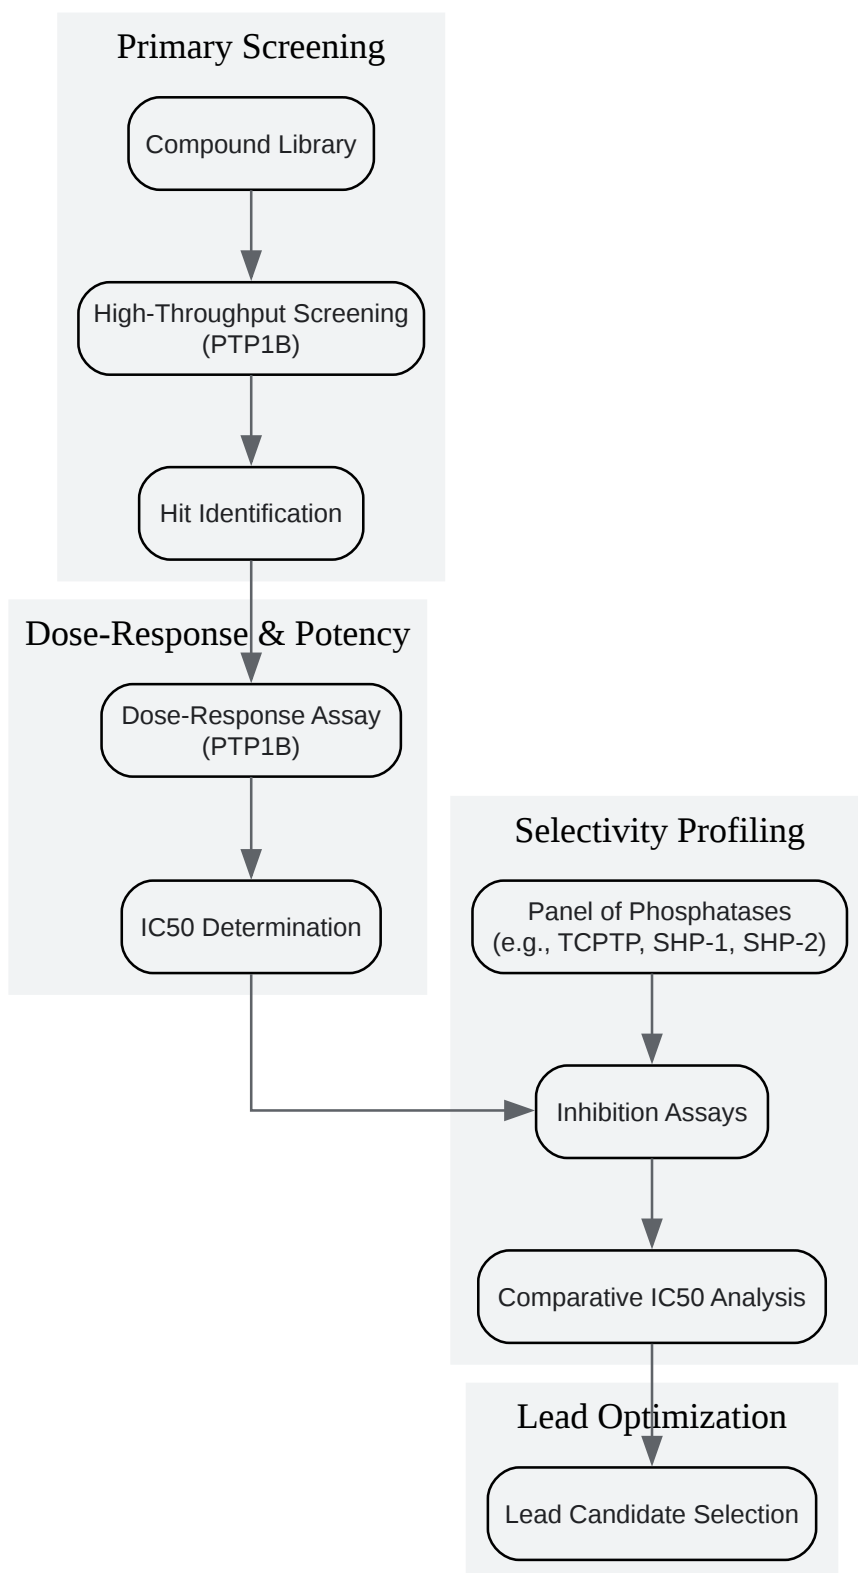 Primary Screening
Compound Library
High-Throughput Screening
(PTP1B)
Hit Identification
Dose-Response & Potency
Dose-Response Assay
(PTP1B)
IC50 Determination
Selectivity Profiling
Panel of Phosphatases
(e.g., TCPTP, SHP-1, SHP-2)
Inhibition Assays
Comparative IC50 Analysis
Lead Optimization
Lead Candidate Selection